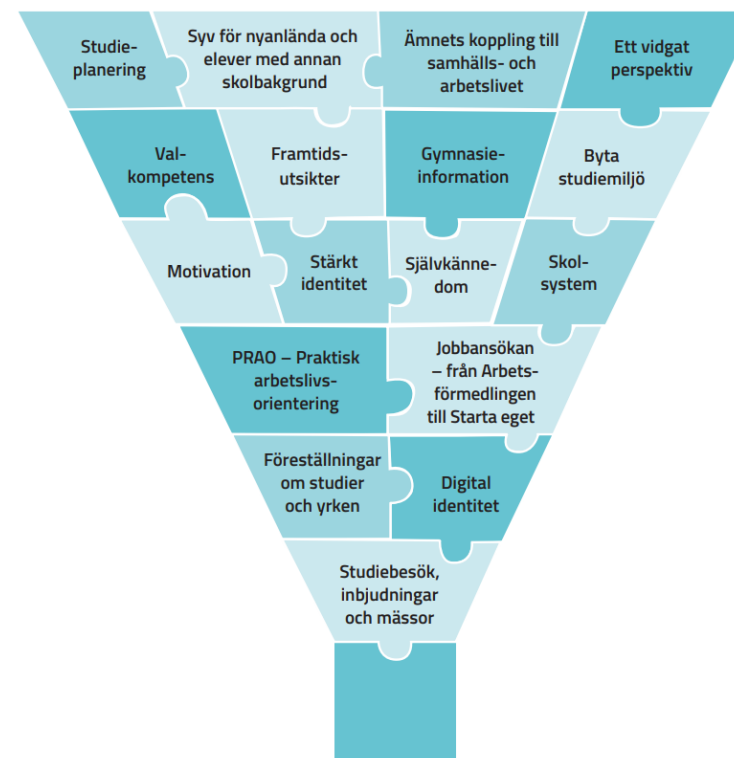 Studie-
planering
Syv för nyanlända och
elever med annan
skolbakgrund
Ämnets koppling till
samhälls- och
arbetslivet
Ett vidgat
perspektiv
Val-
kompetens
Framtids-
utsikter
Gymnasie-
information
Byta
studiemiljö
Motivation
Stärkt
identitet
Självkänne-
dom
Skol-
system
PRAO – Praktisk
arbetslivs-
orientering
Jobbansökan
– från Arbets-
förmedlingen
till Starta eget
Föreställningar
om studier
och yrken
Digital
identitet
Studiebesök,
inbjudningar
och mässor